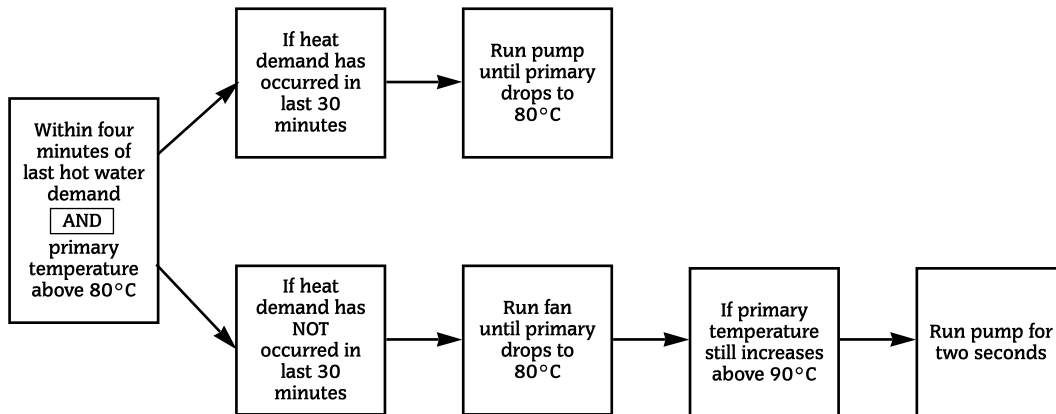 Within four
minutes of
last hot water
demand
AND
primary
temperature
above 80°C
If heat
demand has
occurred in
last 30
minutes
Run pump
until primary
drops to
80°C
If heat
demand has
NOT
occurred in
last 30
minutes
Run fan
until primary
drops to
80°C
If primary
temperature
still increases
above 90°C
Run pump for
two seconds